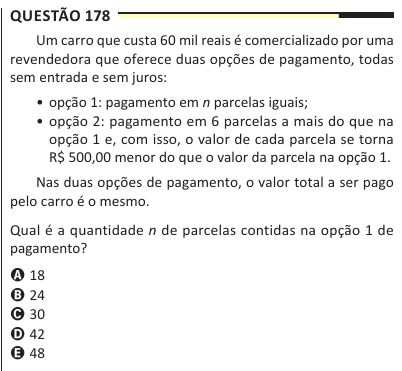 QUESTÃO 178
Um carro que custa 60 mil reais é comercializado por uma
revendedora que oferece duas opções de pagamento, todas
sem entrada e sem juros:
• opção 1: pagamento em n parcelas iguais;
• opção 2: pagamento em 6 parcelas a mais do que na
opção 1 e, com isso, o valor de cada parcela se torna
R$ 500,00 menor do que o valor da parcela na opção 1.
Nas duas opções de pagamento, o valor total a ser pago
pelo carro é o mesmo.
Qual é a quantidade n de parcelas contidas na opção 1 de
pagamento?
A 18
B 24
C 30
D 42
E 48